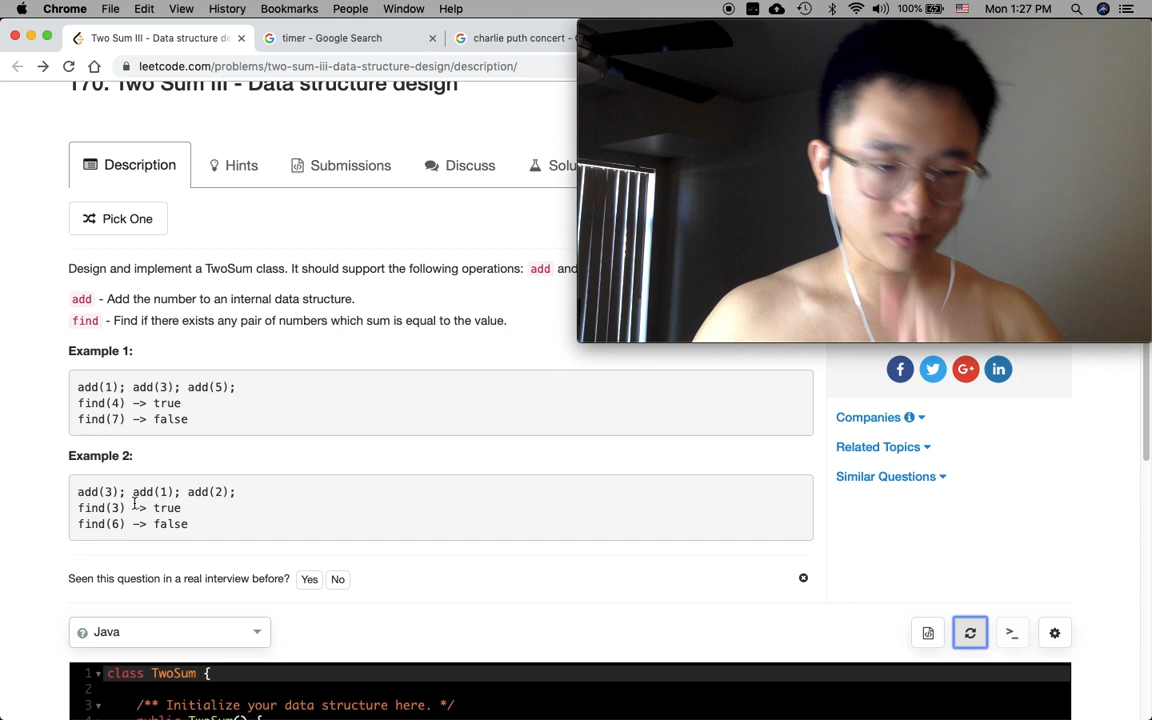 Chrome File Edit View History Bookmarks People Window Help 100% Mon 1:27 PM
Two Sum III - Data structure de timer - Google Search charlie puth concert -
leetcode.com/problems/two-sum-iii-data-structure-design/description/
170. Two Sum III - Data structure design
Description Hints Submissions Discuss
Pick One
Design and implement a TwoSum class. It should support the following operations: add and
add - Add the number to an internal data structure.
find - Find if there exists any pair of numbers which sum is equal to the value.
Example 1:
add(1); add(3); add(5);
find(4) -> true
find(7) -> false
Example 2:
add(3); add(1); add(2);
find(3) -> true
find(6) -> false
Seen this question in a real interview before? Yes No
Companies
Related Topics
Similar Questions
Java
1 class TwoSum {
2
3 /** Initialize your data structure here. */